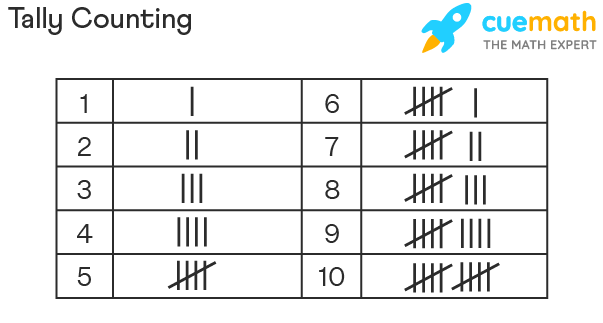 Tally Counting
cuemath
THE MATH EXPERT
1 6
2 7
3 8
4 9
5 10